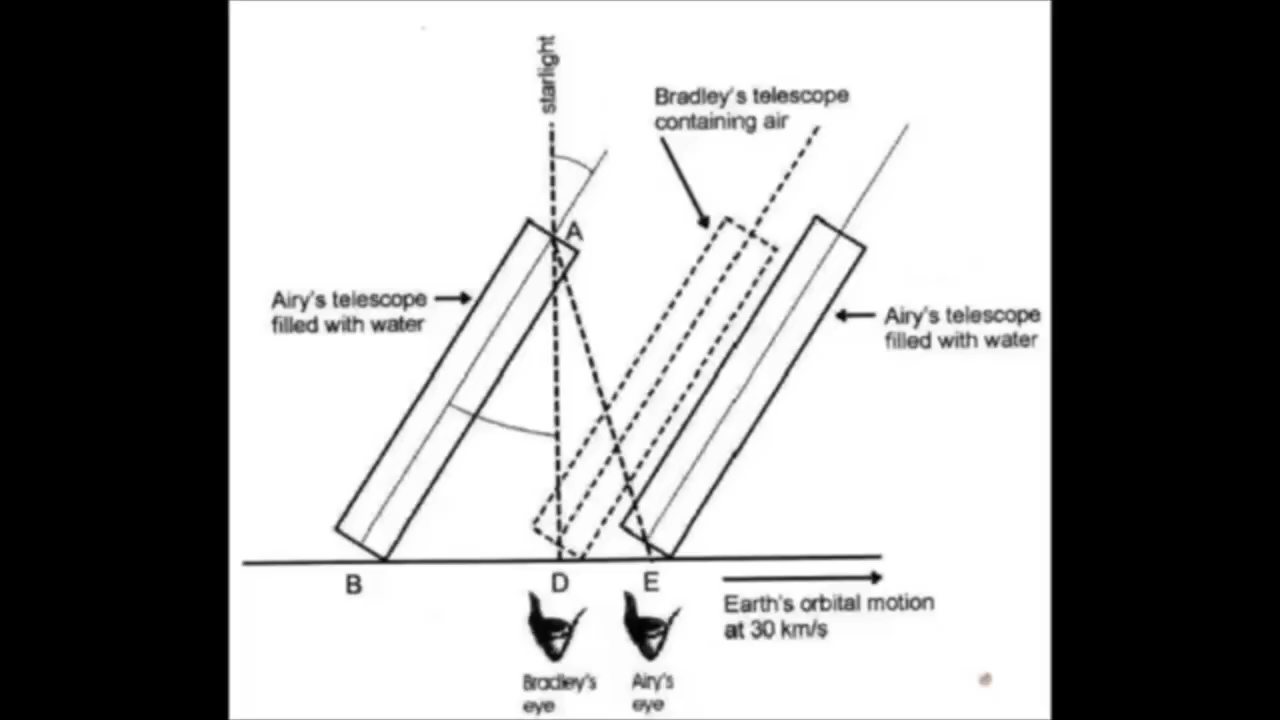 starlight
Bradley's telescope
containing air
A
Airy's telescope
filled with water
Airy's telescope
filled with water
B
D
E
Earth's orbital motion
at 30 km/s
Bradley's
eye
Airy's
eye